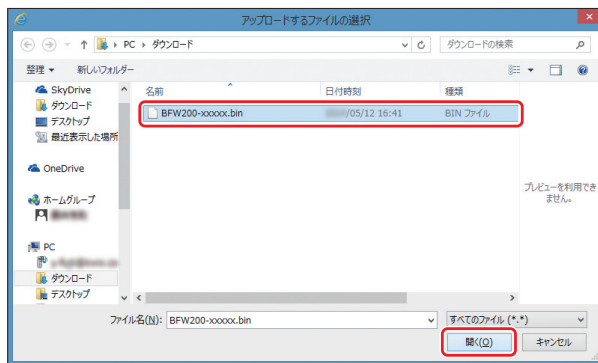 アップロードするファイルの選択
PC ▸ ダウンロード
ダウンロードの検索
整理 新しいフォルダー
SkyDrive
ダウンロード
デスクトップ
最近表示した場所
OneDrive
ホームグループ
PC
ダウンロード
デスクトップ
名前 日付時刻 種類
BFW200-xxxxx.bin /05/12 16:41 BIN ファイル
プレビューを利用でき
ません。
ファイル名(N): BFW200-xxxxx.bin すべてのファイル (*.*)
開く(O) キャンセル